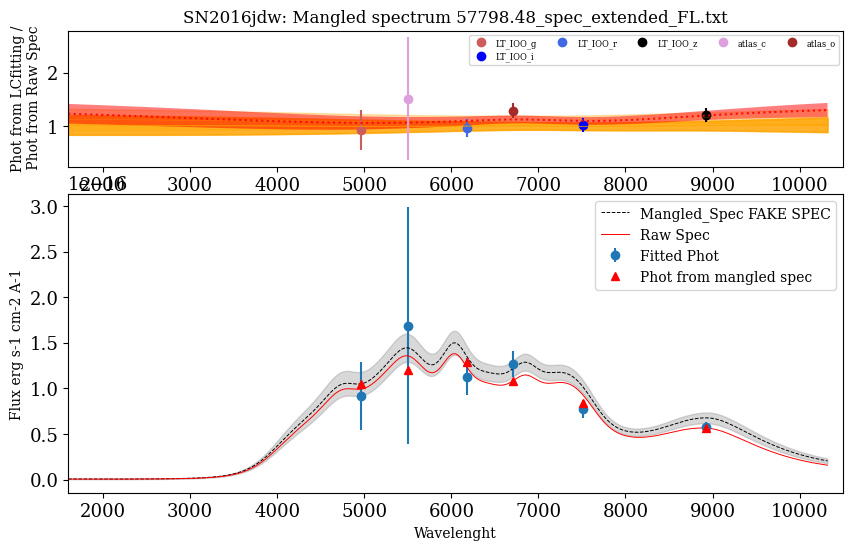 SN2016jdw: Mangled spectrum 57798.48_spec_extended_FL.txt
Phot from LCfitting /
Phot from Raw Spec
2
1
LT_IOO_g
LT_IOO_r
LT_IOO_z
atlas_c
atlas_o
LT_IOO_i
2000 3000 4000 5000 6000 7000 8000 9000 10000
1e−16
Flux erg s-1 cm-2 A-1
3.0
2.5
2.0
1.5
1.0
0.5
0.0
Mangled_Spec FAKE SPEC
Raw Spec
Fitted Phot
Phot from mangled spec
2000 3000 4000 5000 6000 7000 8000 9000 10000
Wavelenght